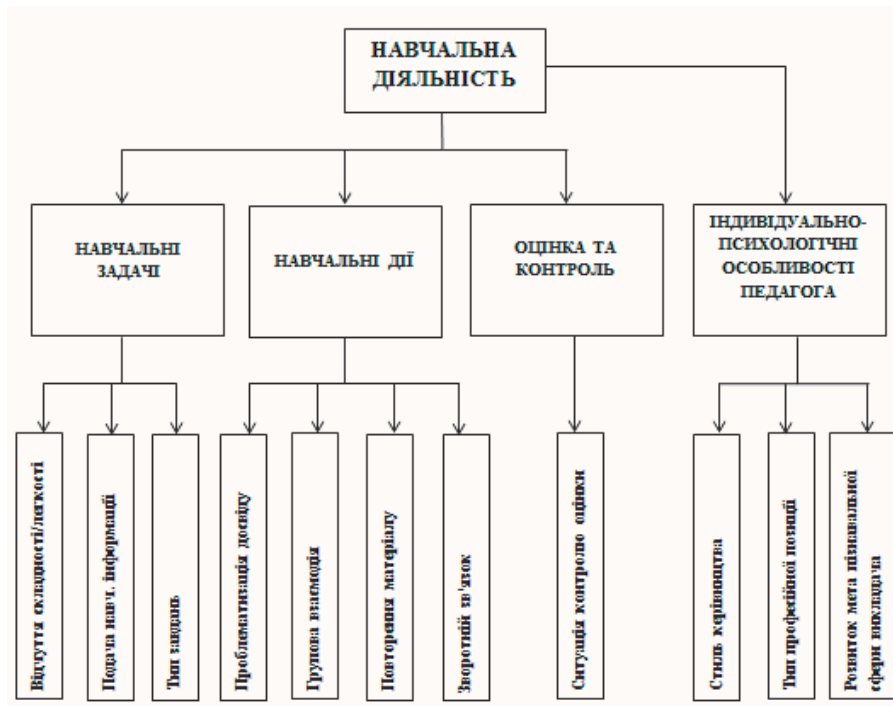 НАВЧАЛЬНА
ДІЯЛЬНІСТЬ
НАВЧАЛЬНІ
ЗАДАЧІ
НАВЧАЛЬНІ ДІЇ
ОЦІНКА ТА
КОНТРОЛЬ
ІНДИВІДУАЛЬНО-
ПСИХОЛОГІЧНІ
ОСОБЛИВОСТІ
ПЕДАГОГА
Відчуття складності/легкості
Подача навч. інформації
Тип завдань
Проблематизація досвіду
Групова взаємодія
Повторення матеріалу
Зворотній зв'язок
Ситуація контролю оцінки
Стиль керівництва
Тип професійної позиції
Розвиток мета пізнавальної
сфери викладача